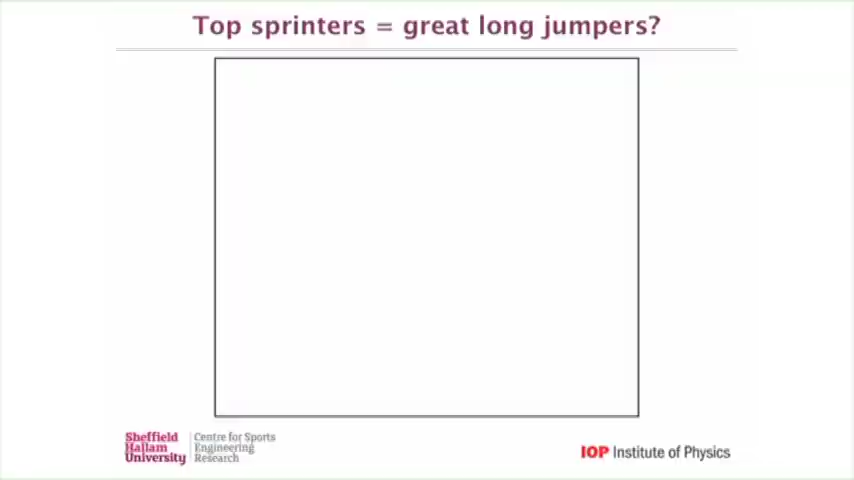 Top sprinters = great long jumpers?
Sheffield
Hallam
University
Centre for Sports
Engineering
Research
IOP Institute of Physics